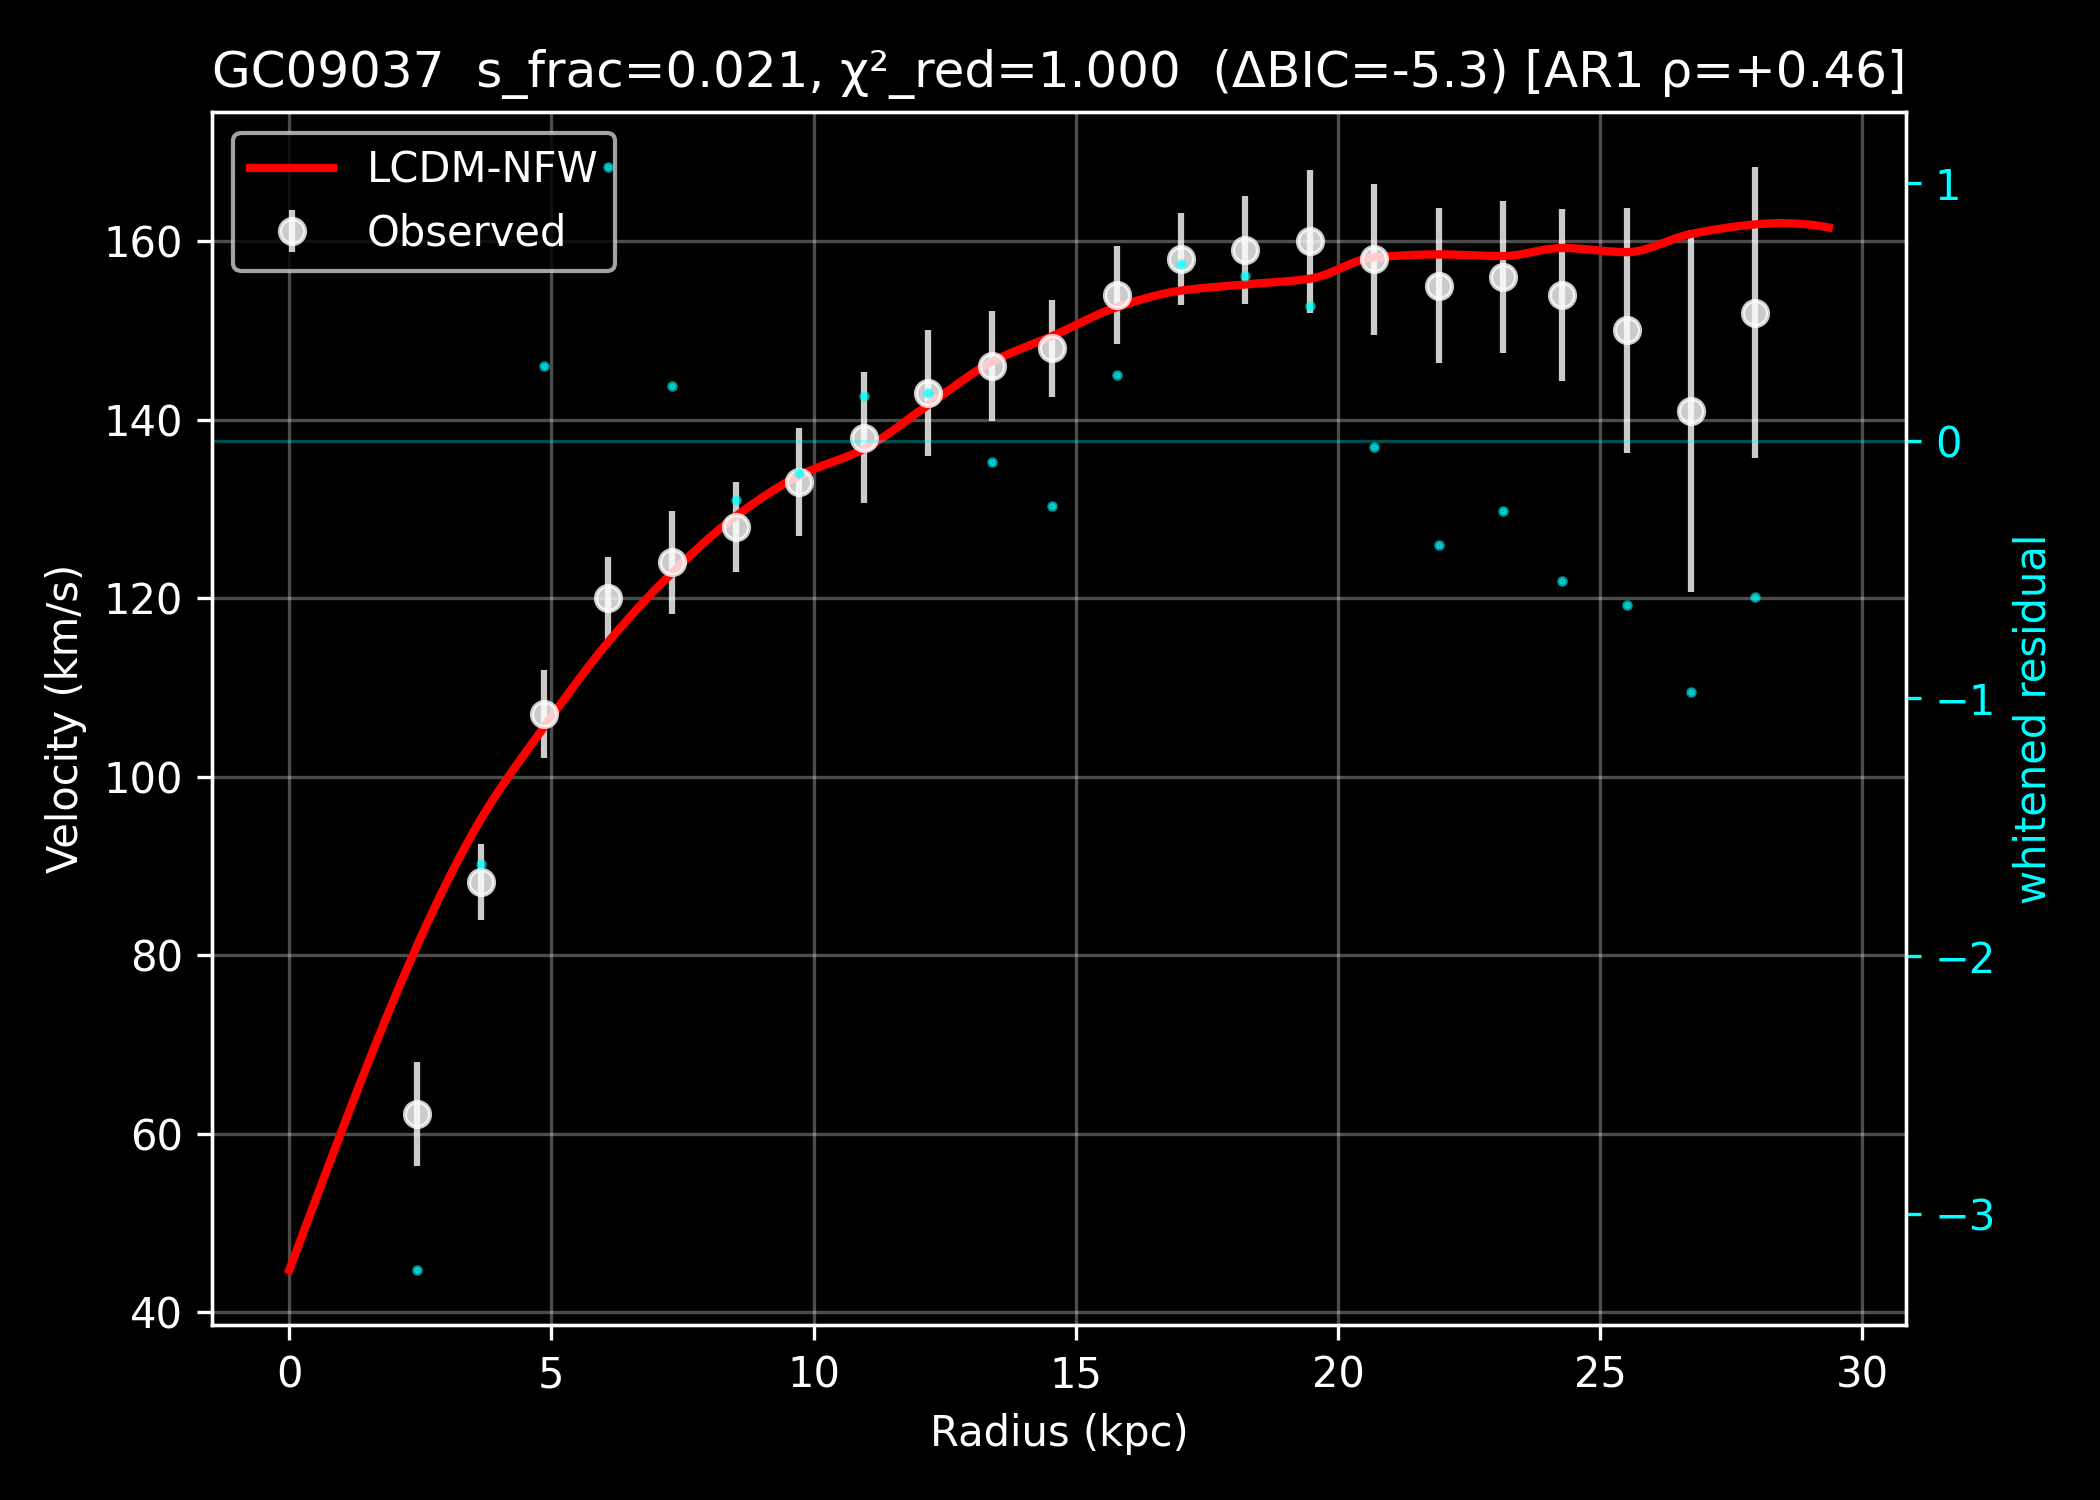 GC09037 s_frac=0.021, χ²_red=1.000 (ΔBIC=-5.3) [AR1 ρ=+0.46]
LCDM-NFW
Observed
160
140
120
100
80
60
40
Velocity (km/s)
1
0
−1
−2
−3
whitened residual
0 5 10 15 20 25 30
Radius (kpc)